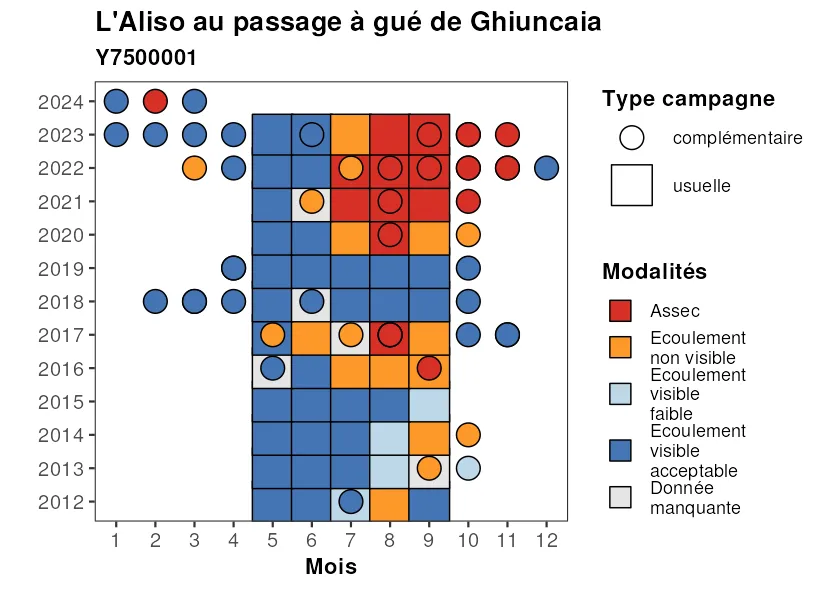 L'Aliso au passage à gué de Ghiuncaia
Y7500001
2024
2023
2022
2021
2020
2019
2018
2017
2016
2015
2014
2013
2012
1 2 3 4 5 6 7 8 9 10 11 12
Mois
Type campagne
complémentaire
usuelle
Modalités
Assec
Ecoulement
non visible
Ecoulement
visible
faible
Ecoulement
visible
acceptable
Donnée
manquante